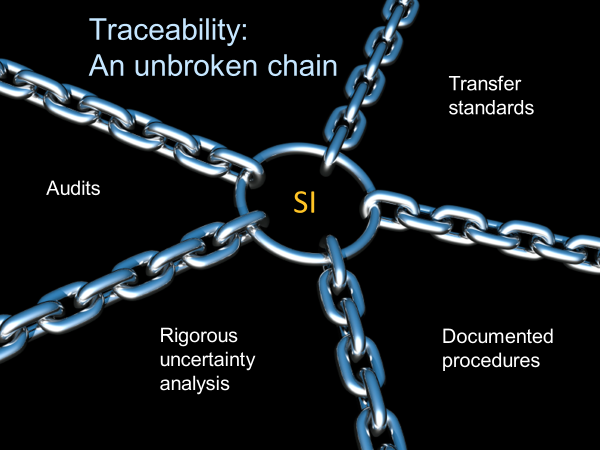 Traceability:
An unbroken chain
Transfer
standards
Audits
SI
Rigorous
uncertainty
analysis
Documented
procedures